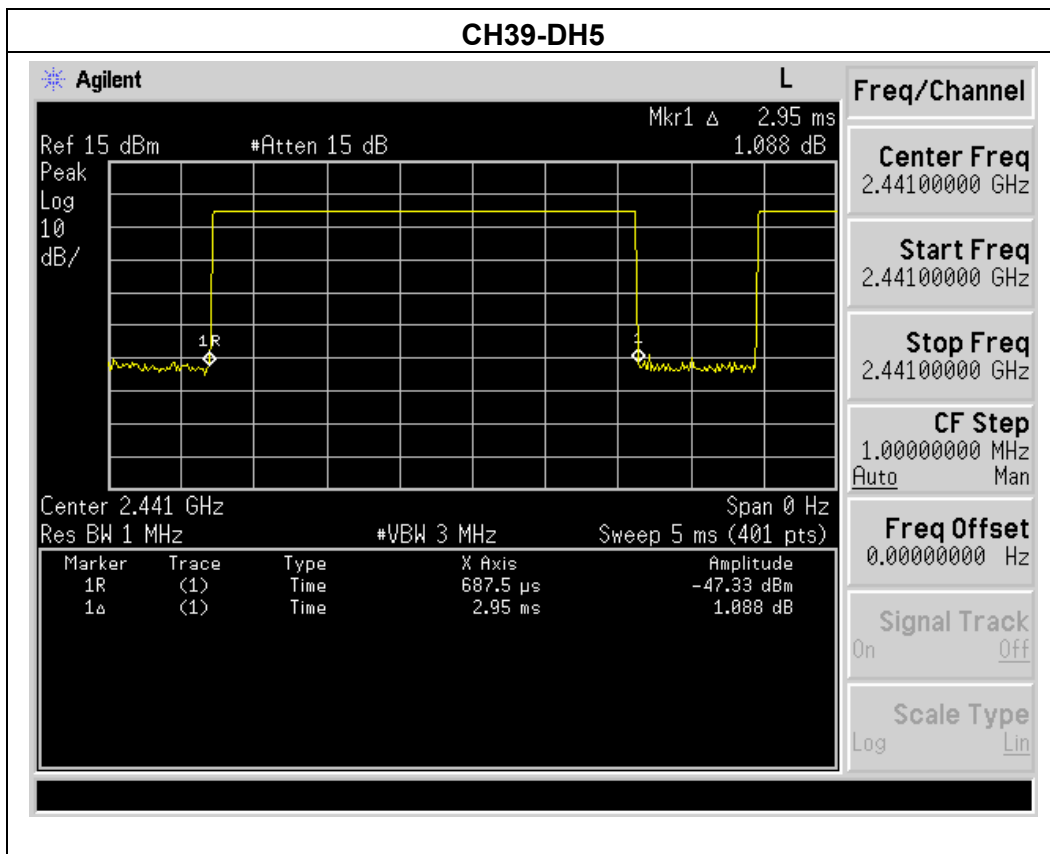 CH39-DH5
Agilent L
Mkr1 Δ 2.95 ms
Ref 15 dBm #Atten 15 dB 1.088 dB
Peak
Log
10
dB/
1R
1
Center 2.441 GHz Span 0 Hz
Res BW 1 MHz #VBW 3 MHz Sweep 5 ms (401 pts)
Marker Trace Type X Axis Amplitude
1R (1) Time 687.5 µs -47.33 dBm
1Δ (1) Time 2.95 ms 1.088 dB
Freq/Channel
Center Freq
2.44100000 GHz
Start Freq
2.44100000 GHz
Stop Freq
2.44100000 GHz
CF Step
1.00000000 MHz
Auto Man
Freq Offset
0.00000000 Hz
Signal Track
On Off
Scale Type
Log Lin